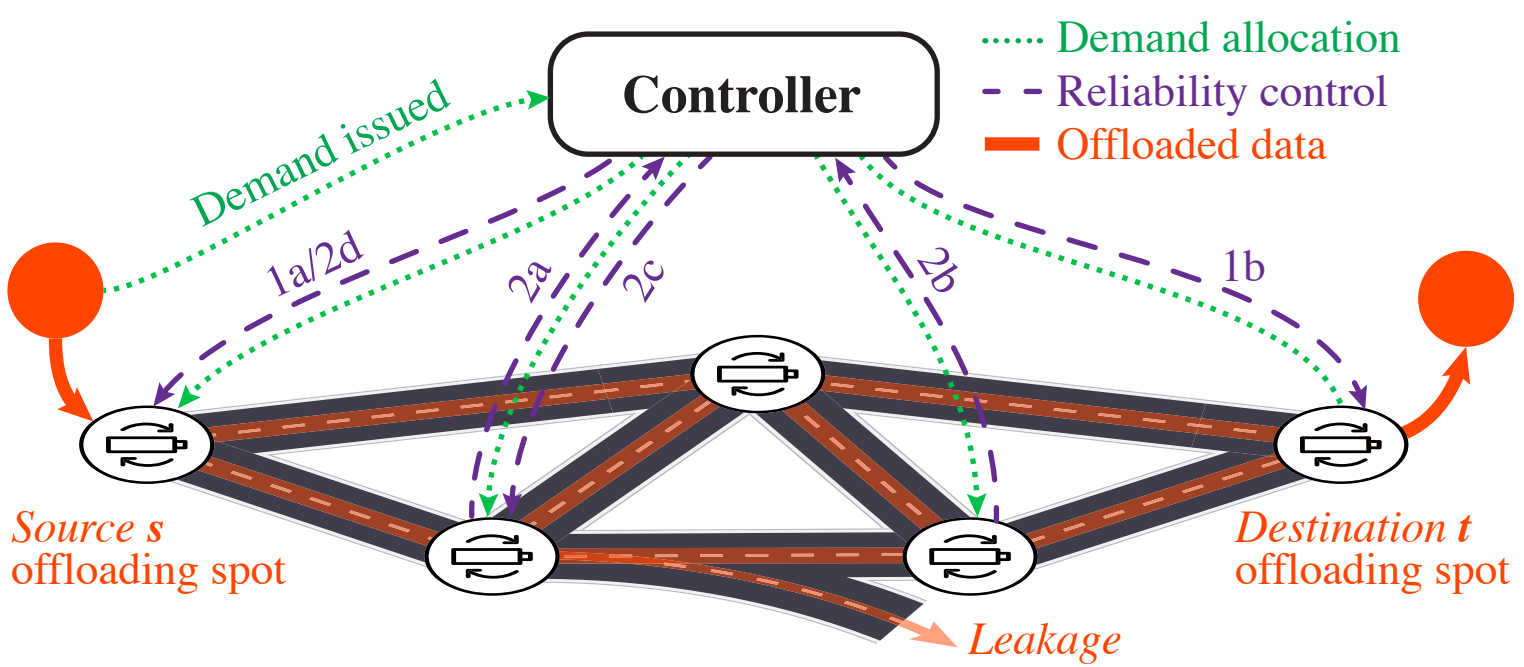 Controller
Demand allocation
Reliability control
Offloaded data
Demand issued
1a/2d
2a
2c
2b
1b
Source s
offloading spot
Destination t
offloading spot
Leakage